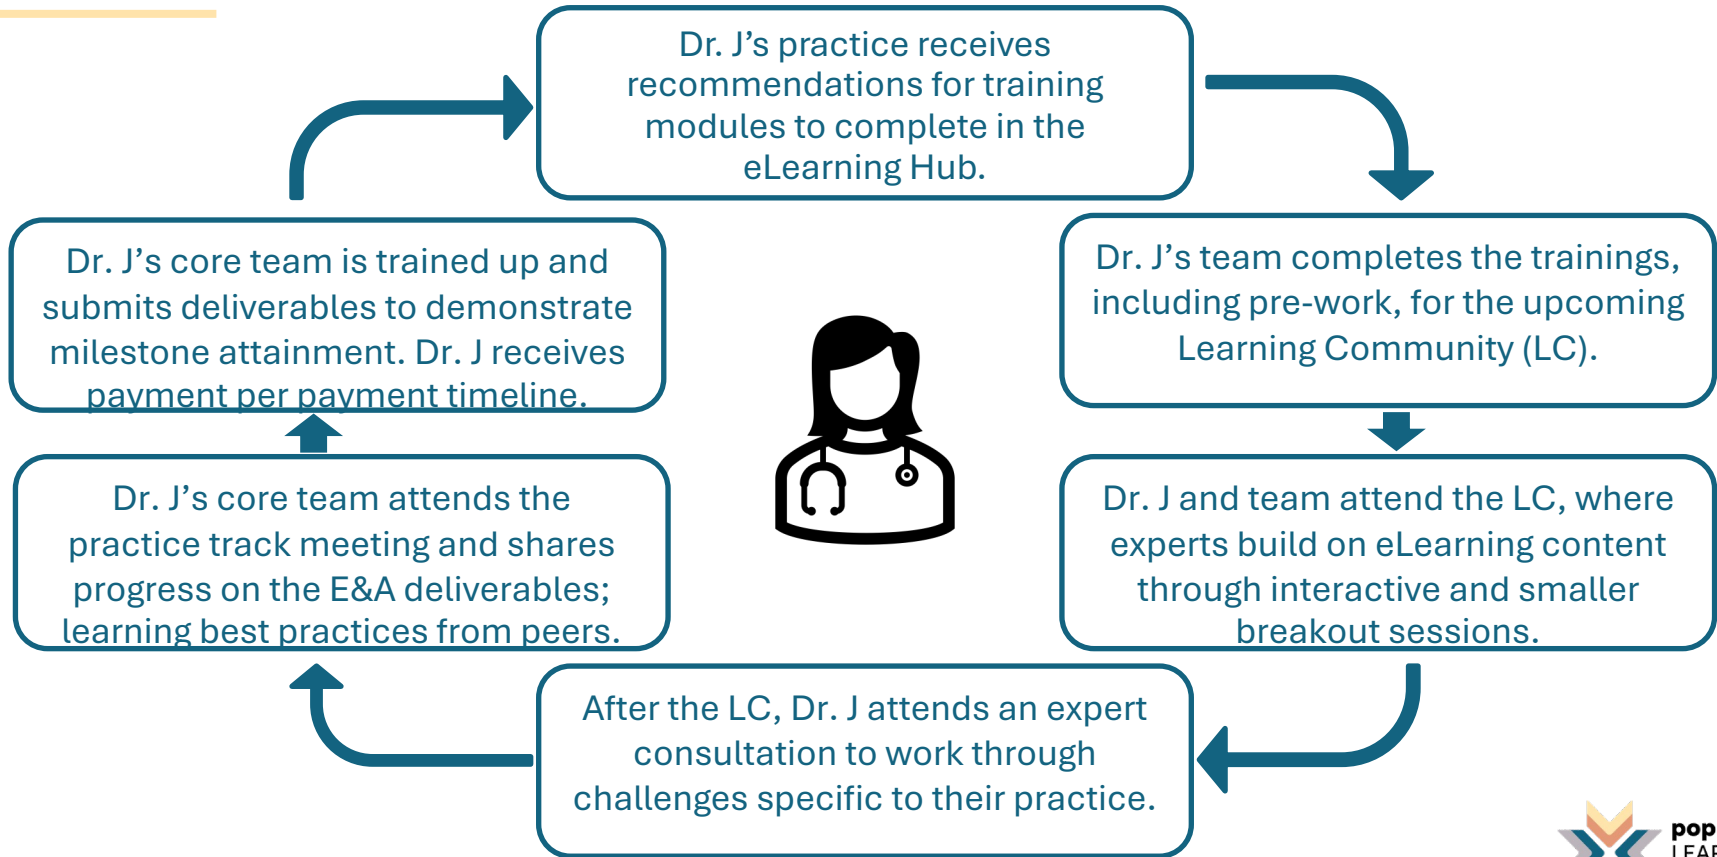 Dr. J’s practice receives
recommendations for training
modules to complete in the
eLearning Hub.
Dr. J’s team completes the trainings,
including pre-work, for the upcoming
Learning Community (LC).
Dr. J and team attend the LC, where
experts build on eLearning content
through interactive and smaller
breakout sessions.
After the LC, Dr. J attends an expert
consultation to work through
challenges specific to their practice.
Dr. J’s core team attends the
practice track meeting and shares
progress on the E&A deliverables;
learning best practices from peers.
Dr. J’s core team is trained up and
submits deliverables to demonstrate
milestone attainment. Dr. J receives
payment per payment timeline.
pop